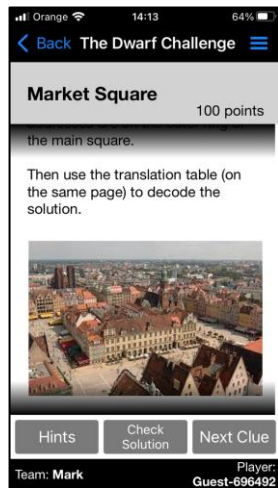 Orange 14:13 64%
Back The Dwarf Challenge
Market Square
100 points
the main square.
Then use the translation table (on
the same page) to decode the
solution.
Hints
Check
Solution
Next Clue
Team: Mark
Player:
Guest-696492